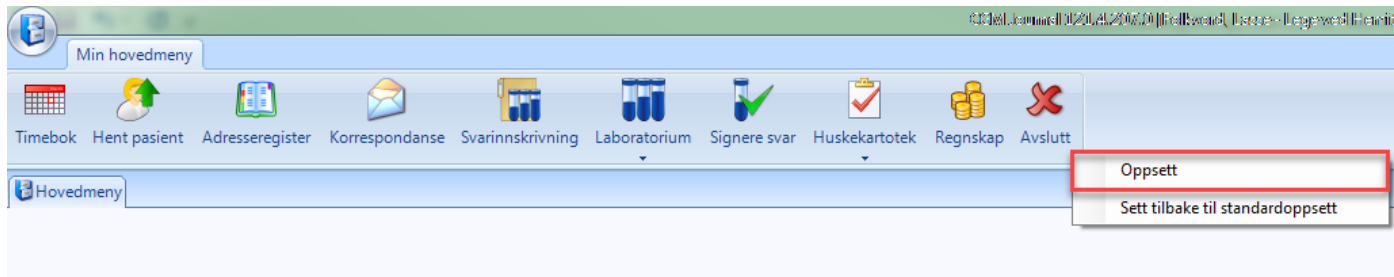 Min hovedmeny
Timebok Hent pasient Adresseregister Korrespondanse Svarinnskrivning Laboratorium Signere svar Huskekartotek Regnskap Avslutt
Oppsett
Hovedmeny
Sett tilbake til standardoppsett